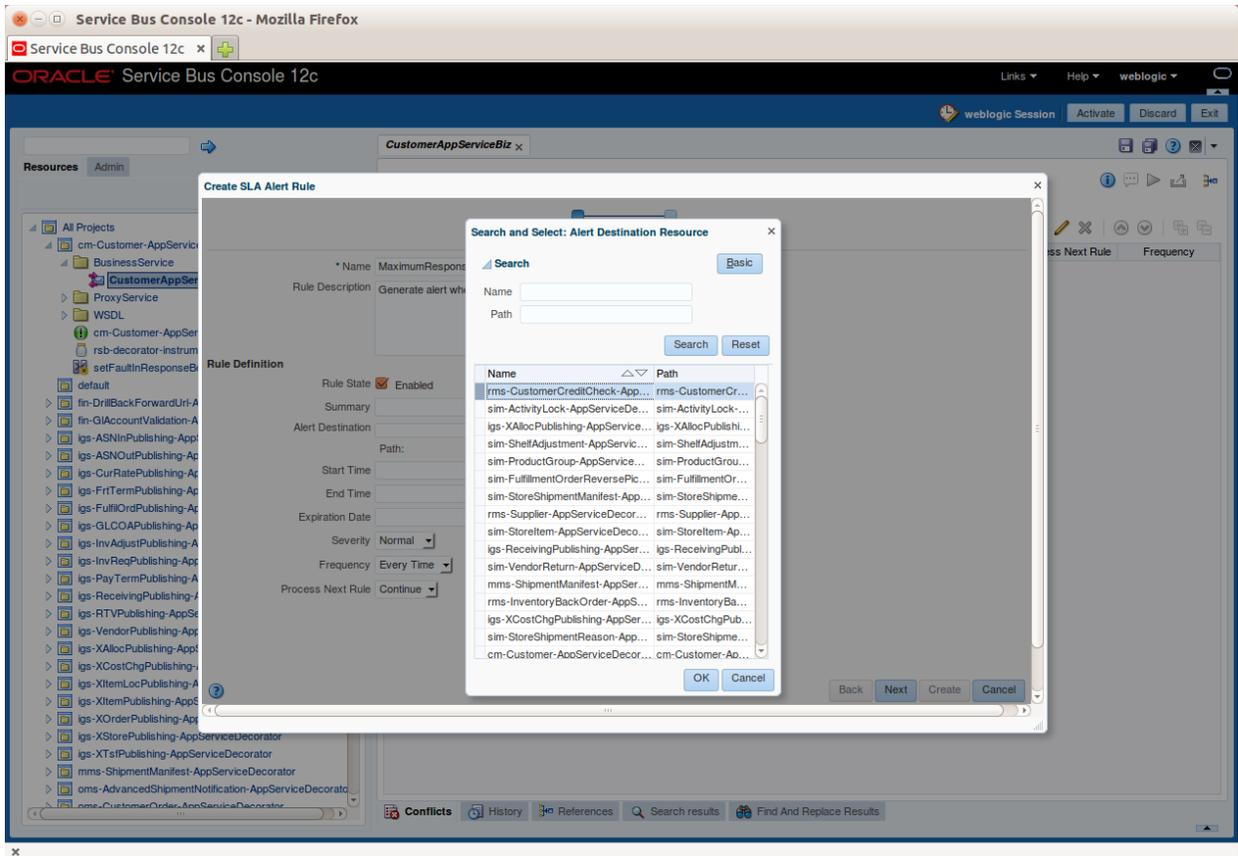 Service Bus Console 12c - Mozilla Firefox
Service Bus Console 12c
ORACLE Service Bus Console 12c
Links
Help
weblogic
weblogic Session
Activate
Discard
Exit
Resources
Admin
CustomerAppServiceBiz
All Projects
cm-Customer-AppService
BusinessService
CustomerAppSer
ProxyService
WSDL
cm-Customer-AppSer
rsb-decorator-instrum
setFaultInResponseB
default
fin-DrillBackForwardUrl-A
fin-GlAccountValidation-A
igs-ASNInPublishing-App
igs-ASNOutPublishing-Ap
igs-CurRatePublishing-Ap
igs-FrtTermPublishing-Ap
igs-FulfilOrdPublishing-Ap
igs-GLCOAPublishing-Ap
igs-InvAdjustPublishing-A
igs-InvReqPublishing-App
igs-PayTermPublishing-A
igs-ReceivingPublishing-A
igs-RTVPublishing-AppSe
igs-VendorPublishing-App
igs-XAllocPublishing-AppS
igs-XCostChgPublishing-
igs-XItemLocPublishing-A
igs-XItemPublishing-AppS
igs-XOrderPublishing-App
igs-XStorePublishing-AppServiceDecorator
igs-XTsfPublishing-AppServiceDecorator
mms-ShipmentManifest-AppServiceDecorator
oms-AdvancedShipmentNotification-AppServiceDecorato
oms-CustomerOrder-AppServiceDecorator
ss Next Rule
Frequency
Create SLA Alert Rule
* Name MaximumRespons
Rule Description Generate alert whe
Rule Definition
Rule State Enabled
Summary
Alert Destination
Path:
Start Time
End Time
Expiration Date
Severity Normal
Frequency Every Time
Process Next Rule Continue
Back
Next
Create
Cancel
Search and Select: Alert Destination Resource
Search
Basic
Name
Path
Search
Reset
Name Path
rms-CustomerCreditCheck-App... rms-CustomerCr...
sim-ActivityLock-AppServiceDe... sim-ActivityLock-...
igs-XAllocPublishing-AppService... igs-XAllocPublishi...
sim-ShelfAdjustment-AppServic... sim-ShelfAdjustm...
sim-ProductGroup-AppService... sim-ProductGrou...
sim-FulfillmentOrderReversePic... sim-FulfillmentOr...
sim-StoreShipmentManifest-App... sim-StoreShipme...
rms-Supplier-AppServiceDecor... rms-Supplier-App...
sim-StoreItem-AppServiceDeco... sim-StoreItem-Ap...
igs-ReceivingPublishing-AppSer... igs-ReceivingPubl...
sim-VendorReturn-AppServiceD... sim-VendorRetur...
mms-ShipmentManifest-AppSer... mms-ShipmentM...
rms-InventoryBackOrder-AppS... rms-InventoryBa...
igs-XCostChgPublishing-AppSer... igs-XCostChgPub...
sim-StoreShipmentReason-App... sim-StoreShipme...
cm-Customer-AppServiceDecor... cm-Customer-Ap...
OK
Cancel
Conflicts
History
References
Search results
Find And Replace Results